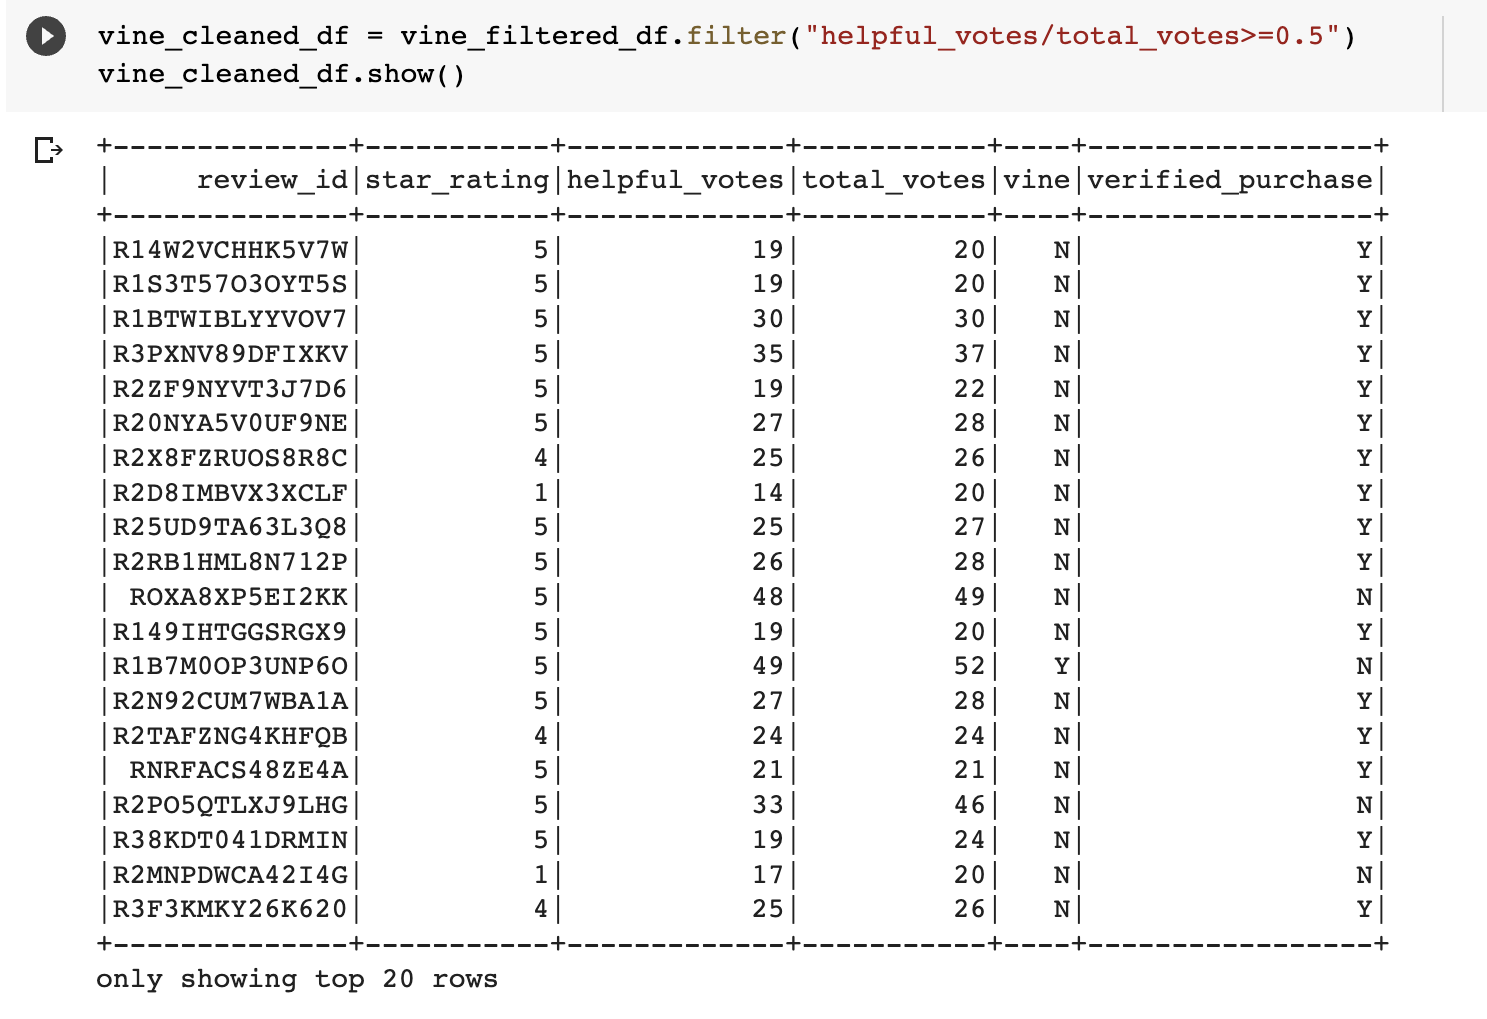 vine_cleaned_df = vine_filtered_df.filter("helpful_votes/total_votes>=0.5")
vine_cleaned_df.show()
+--------------+-----------+-------------+-----------+----+-----------------+
|     review_id|star_rating|helpful_votes|total_votes|vine|verified_purchase|
+--------------+-----------+-------------+-----------+----+-----------------+
|R14W2VCHHK5V7W|          5|           19|         20|   N|                Y|
|R1S3T57O3OYT5S|          5|           19|         20|   N|                Y|
|R1BTWIBLYYVOV7|          5|           30|         30|   N|                Y|
|R3PXNV89DFIXKV|          5|           35|         37|   N|                Y|
|R2ZF9NYVT3J7D6|          5|           19|         22|   N|                Y|
|R20NYA5V0UF9NE|          5|           27|         28|   N|                Y|
|R2X8FZRUOS8R8C|          4|           25|         26|   N|                Y|
|R2D8IMBVX3XCLF|          1|           14|         20|   N|                Y|
|R25UD9TA63L3Q8|          5|           25|         27|   N|                Y|
|R2RB1HML8N712P|          5|           26|         28|   N|                Y|
| ROXA8XP5EI2KK|          5|           48|         49|   N|                N|
|R149IHTGGSRGX9|          5|           19|         20|   N|                Y|
|R1B7M0OP3UNP6O|          5|           49|         52|   Y|                N|
|R2N92CUM7WBA1A|          5|           27|         28|   N|                Y|
|R2TAFZNG4KHFQB|          4|           24|         24|   N|                Y|
| RNRFACS48ZE4A|          5|           21|         21|   N|                Y|
|R2PO5QTLXJ9LHG|          5|           33|         46|   N|                N|
|R38KDT041DRMIN|          5|           19|         24|   N|                Y|
|R2MNPDWCA42I4G|          1|           17|         20|   N|                N|
|R3F3KMKY26K620|          4|           25|         26|   N|                Y|
+--------------+-----------+-------------+-----------+----+-----------------+
only showing top 20 rows